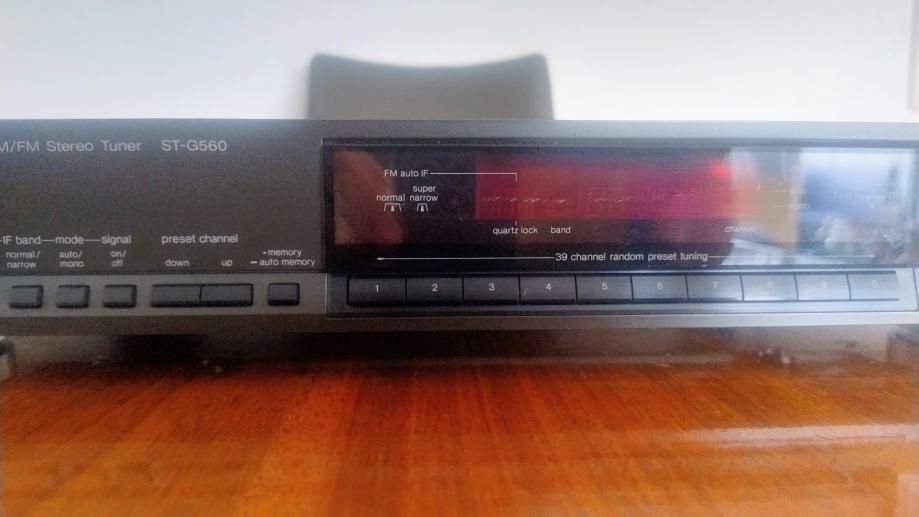 M/FM Stereo Tuner ST-G560
FM auto IF
super
normal narrow
quartz lock band channel
mono
IF band mode signal preset channel
normal/ auto/ on/
narrow mono off down up
-memory
- auto memory
39 channel random preset tuning
1 2 3 4 5 6 7 8 9 0